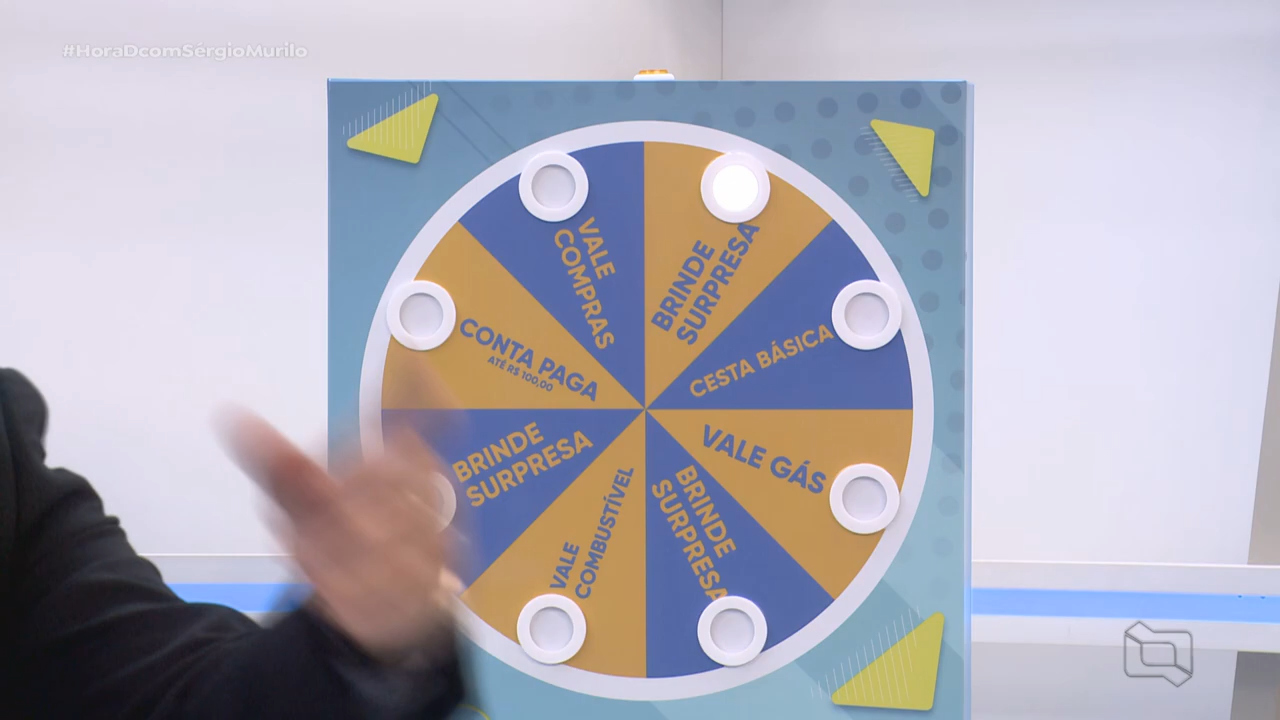 #HoraDcomSérgioMurilo
VALE
COMPRAS
BRINDE
SURPRESA
CONTA PAGA
ATÉ R$ 100,00
CESTA BÁSICA
BRINDE
SURPRESA
VALE GÁS
VALE
COMBUSTÍVEL
BRINDE
SURPRESA